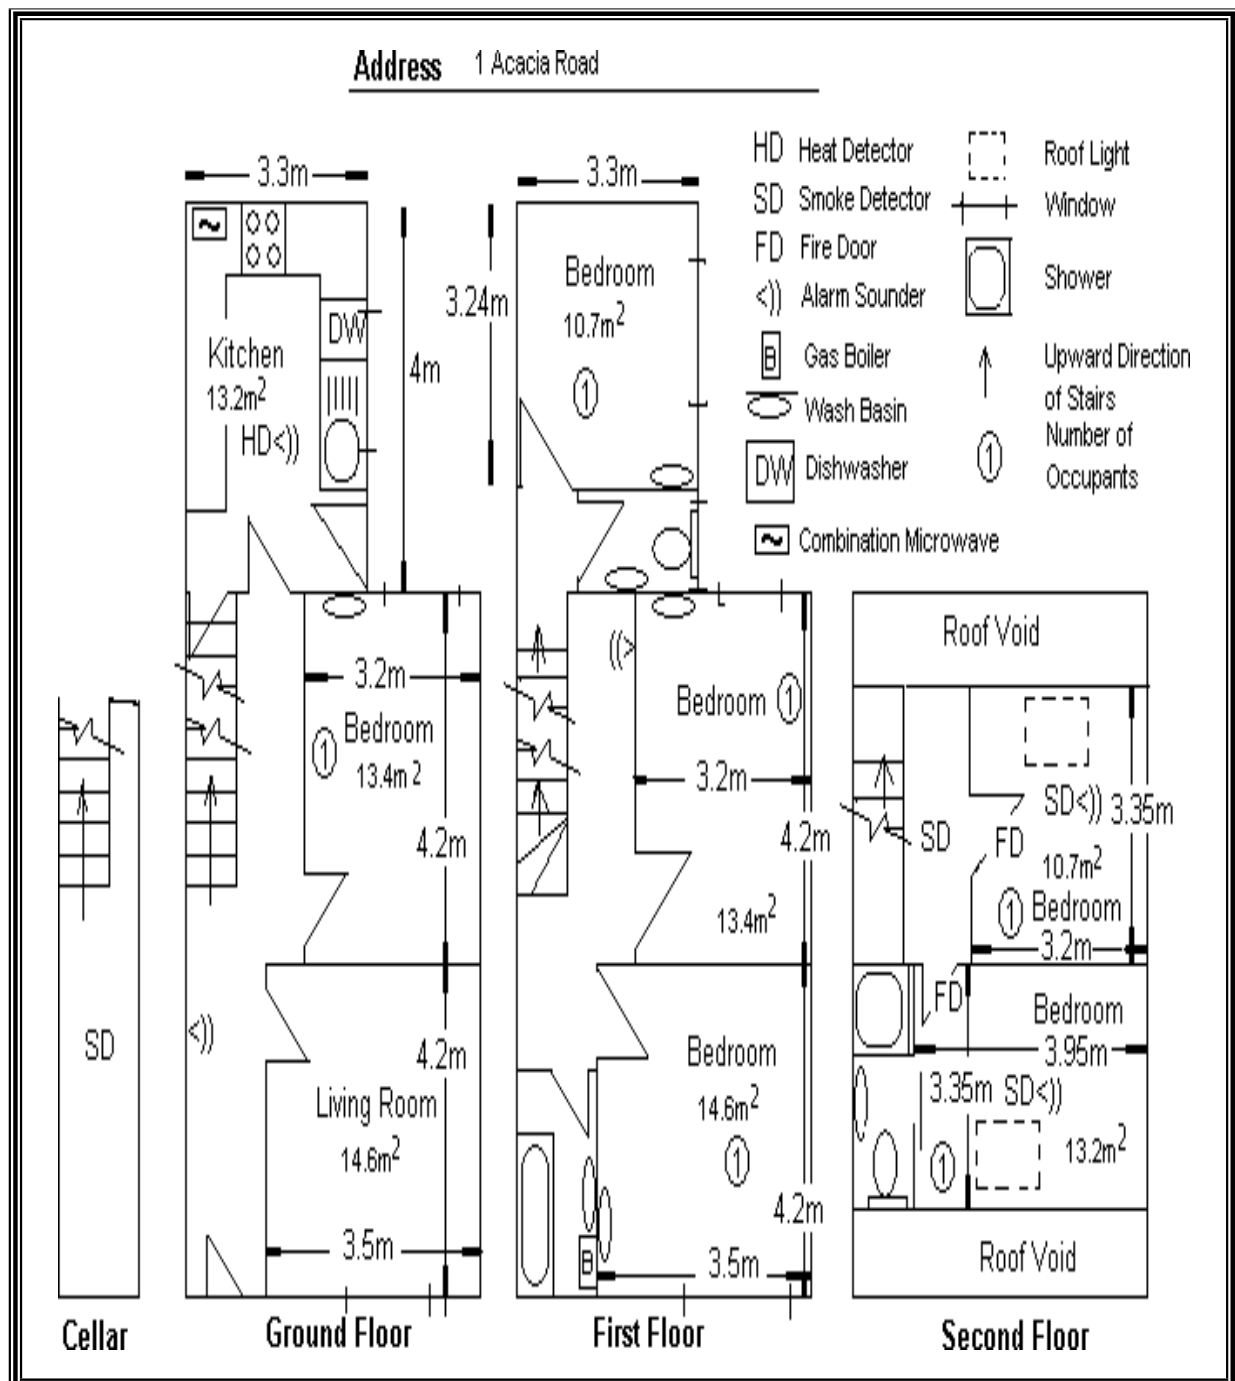 Address 1 Acacia Road
HD Heat Detector
SD Smoke Detector
FD Fire Door
Alarm Sounder
B Gas Boiler
Wash Basin
DW Dishwasher
Combination Microwave
Roof Light
Window
Shower
Upward Direction
of Stairs
1 Number of
Occupants
SD
Cellar
3.3m
DW
Kitchen
13.2m²
HD
4m
3.2m
1 Bedroom
13.4m²
4.2m
4.2m
Living Room
14.6m²
3.5m
Ground Floor
3.3m
3.24m
Bedroom
10.7m²
1
Bedroom 1
3.2m
4.2m
13.4m²
Bedroom
14.6m²
1
4.2m
3.5m
B
First Floor
Roof Void
SD
3.35m
SD
FD
10.7m²
1 Bedroom
3.2m
FD
Bedroom
3.95m
3.35m SD
13.2m²
1
Roof Void
Second Floor